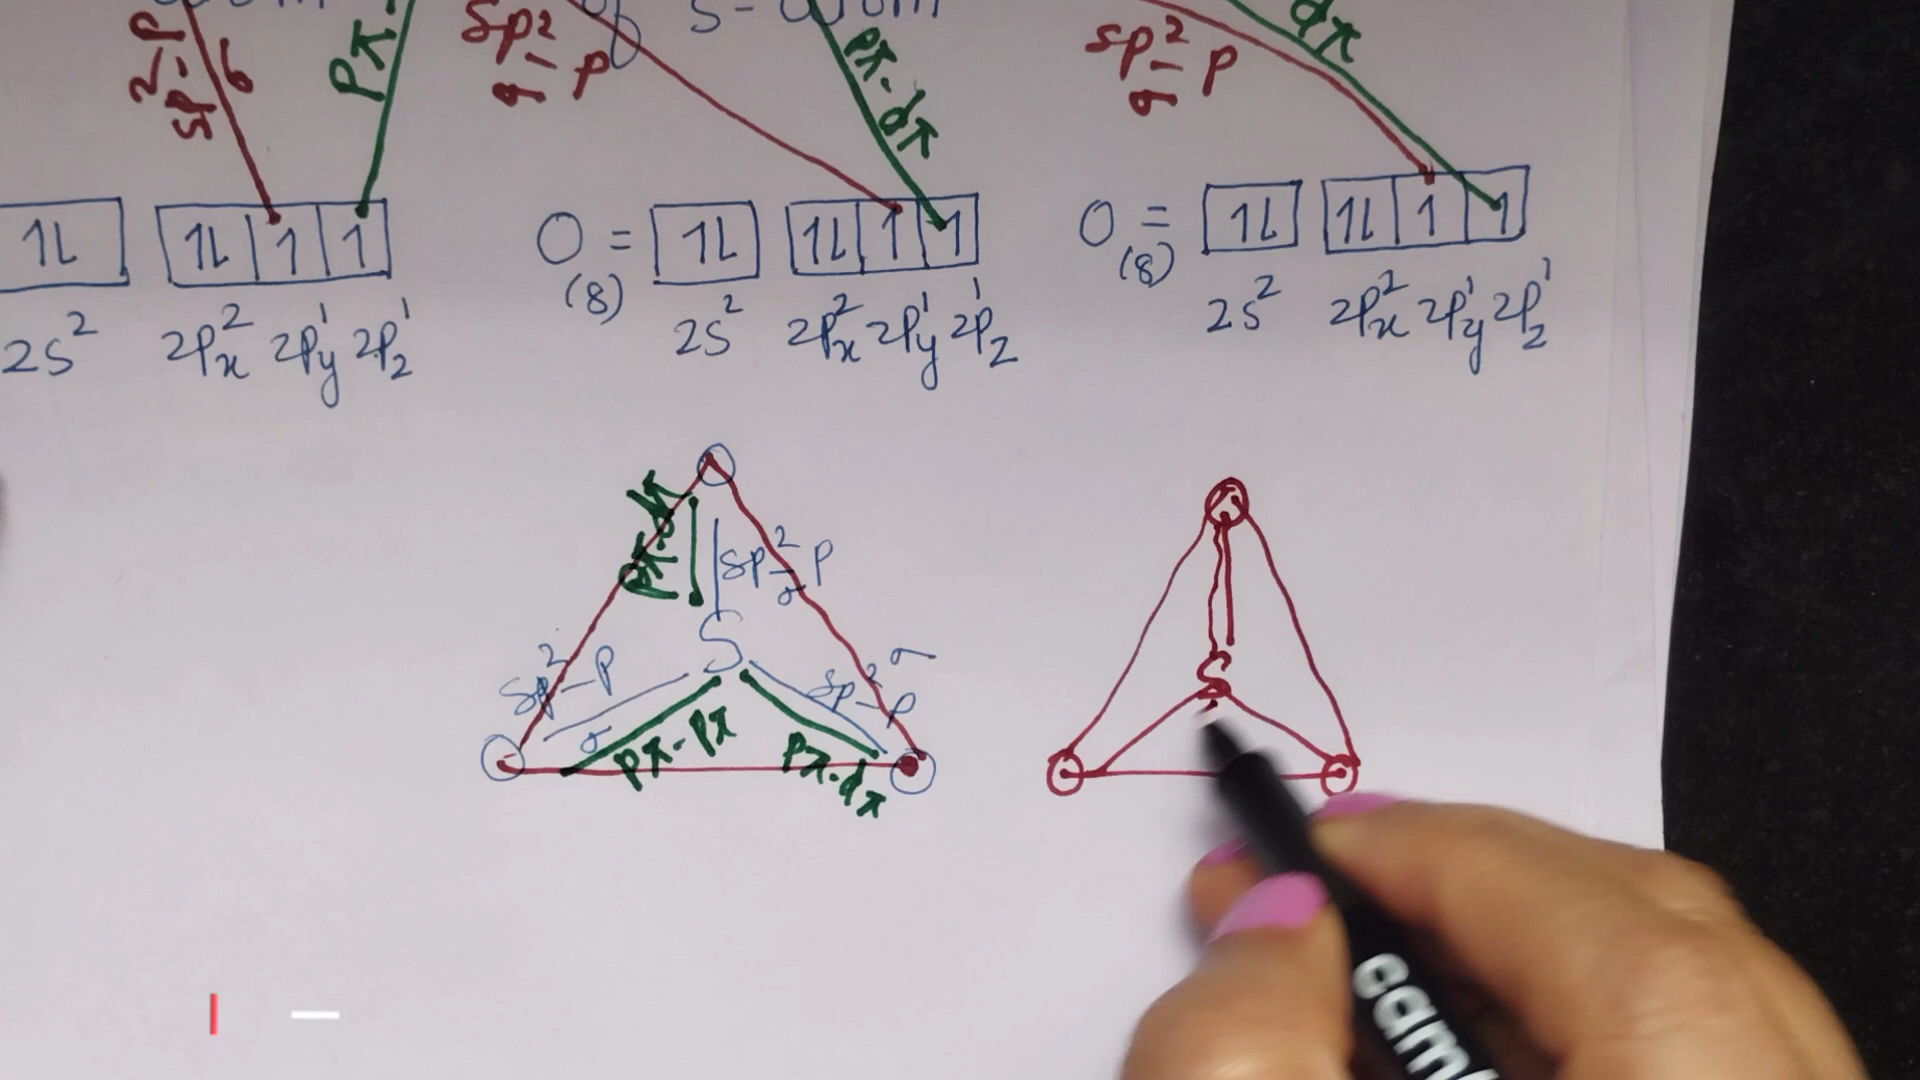 S-atom
sp²-p σ
pπ-
sp²-p σ
pπ-dπ
sp²-p σ
dπ
1L 1L 1 1
O = 1L 1L 1 1
O = 1L 1L 1 1
(8)
(8)
2S² 2Px² 2Py¹ 2Pz¹
2S² 2Px² 2Py¹ 2Pz¹
2S² 2Px² 2Py¹ 2Pz¹
O
O
pπ-dπ
sp²-p σ
S
S
sp²-p σ
sp²-p σ
pπ-pπ
pπ-dπ
O O
O O
cam